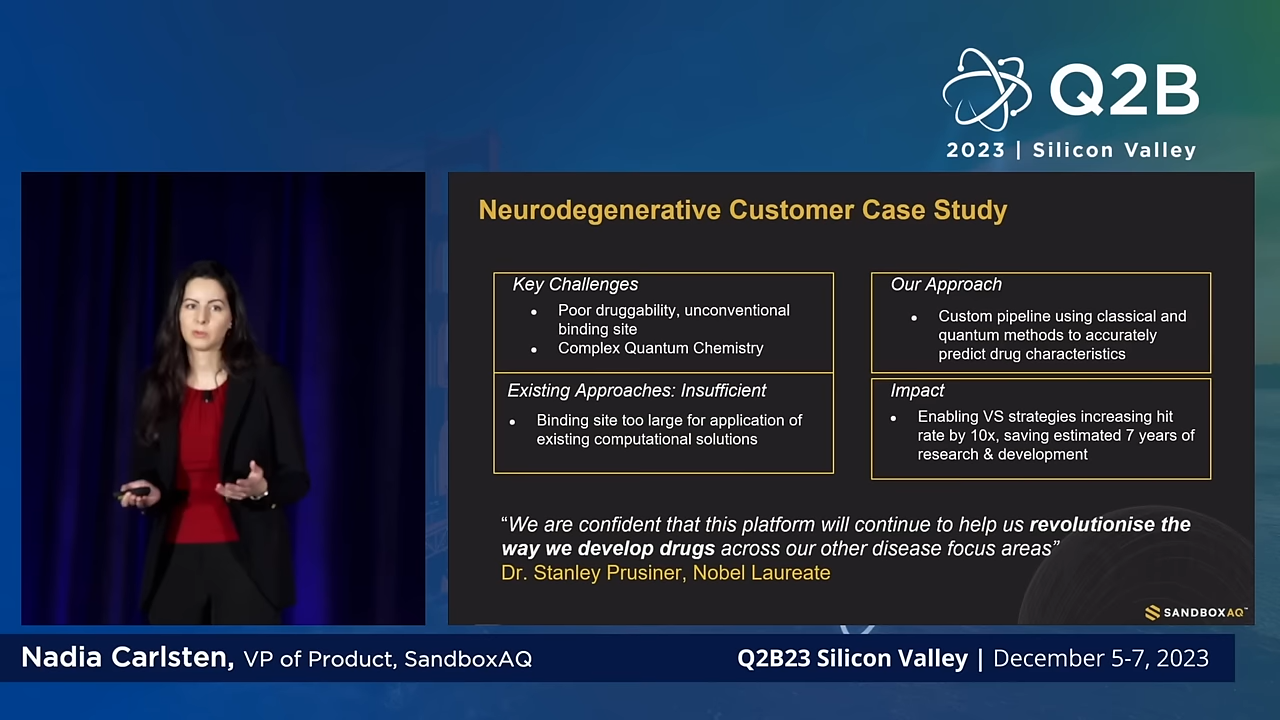 Q2B
2023 | Silicon Valley
Neurodegenerative Customer Case Study
Key Challenges
• Poor druggability, unconventional
binding site
• Complex Quantum Chemistry
Existing Approaches: Insufficient
• Binding site too large for application of
existing computational solutions
Our Approach
• Custom pipeline using classical and
quantum methods to accurately
predict drug characteristics
Impact
• Enabling VS strategies increasing hit
rate by 10x, saving estimated 7 years of
research & development
“We are confident that this platform will continue to help us revolutionise the
way we develop drugs across our other disease focus areas”
Dr. Stanley Prusiner, Nobel Laureate
SANDBOXAQ™
Nadia Carlsten, VP of Product, SandboxAQ
Q2B23 Silicon Valley | December 5-7, 2023